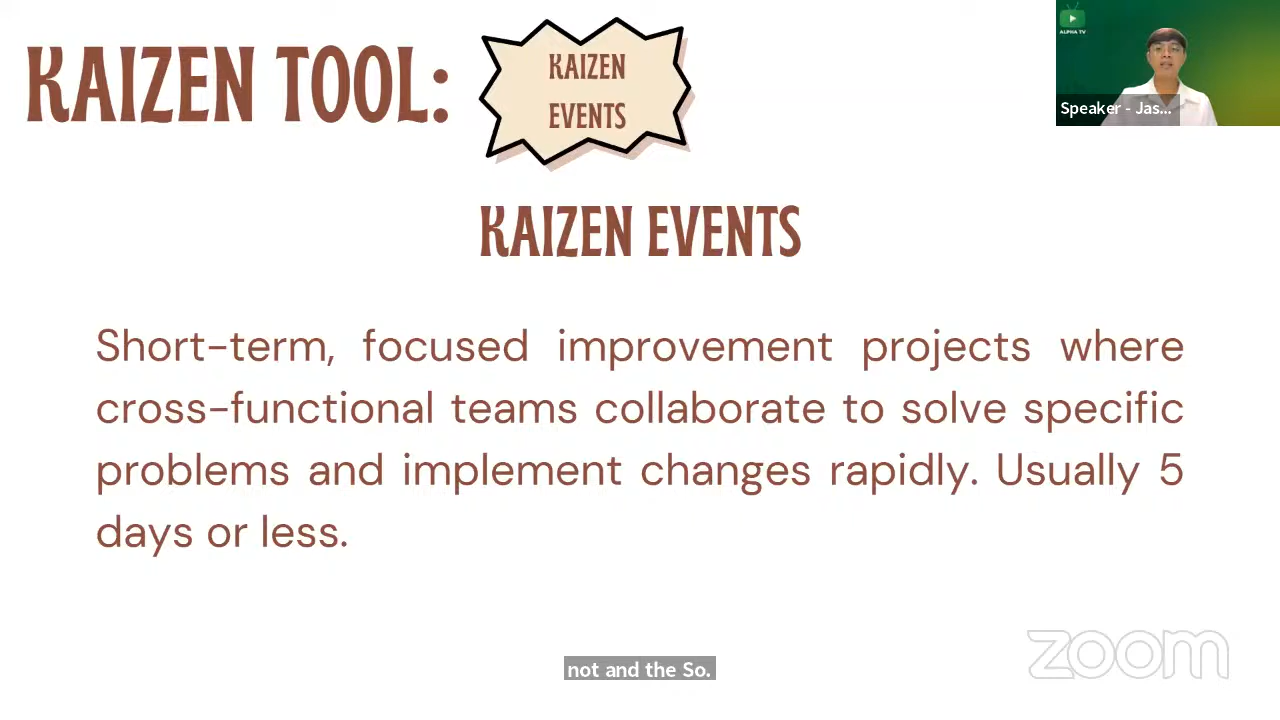 KAIZEN TOOL:
KAIZEN
EVENTS
ALPHA TV
Speaker - Jas...
KAIZEN EVENTS
Short-term, focused improvement projects where
cross-functional teams collaborate to solve specific
problems and implement changes rapidly. Usually 5
days or less.
not and the So.
zoom